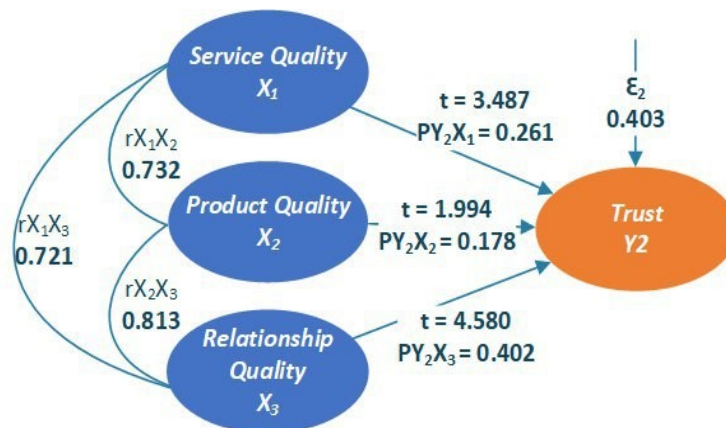 Service Quality
X₁
t = 3.487
PY₂X₁ = 0.261
Ɛ₂
0.403
rX₁X₂
0.732
Product Quality
X₂
t = 1.994
PY₂X₂ = 0.178
Trust
Y2
rX₁X₃
0.721
rX₂X₃
0.813
Relationship
Quality
X₃
t = 4.580
PY₂X₃ = 0.402